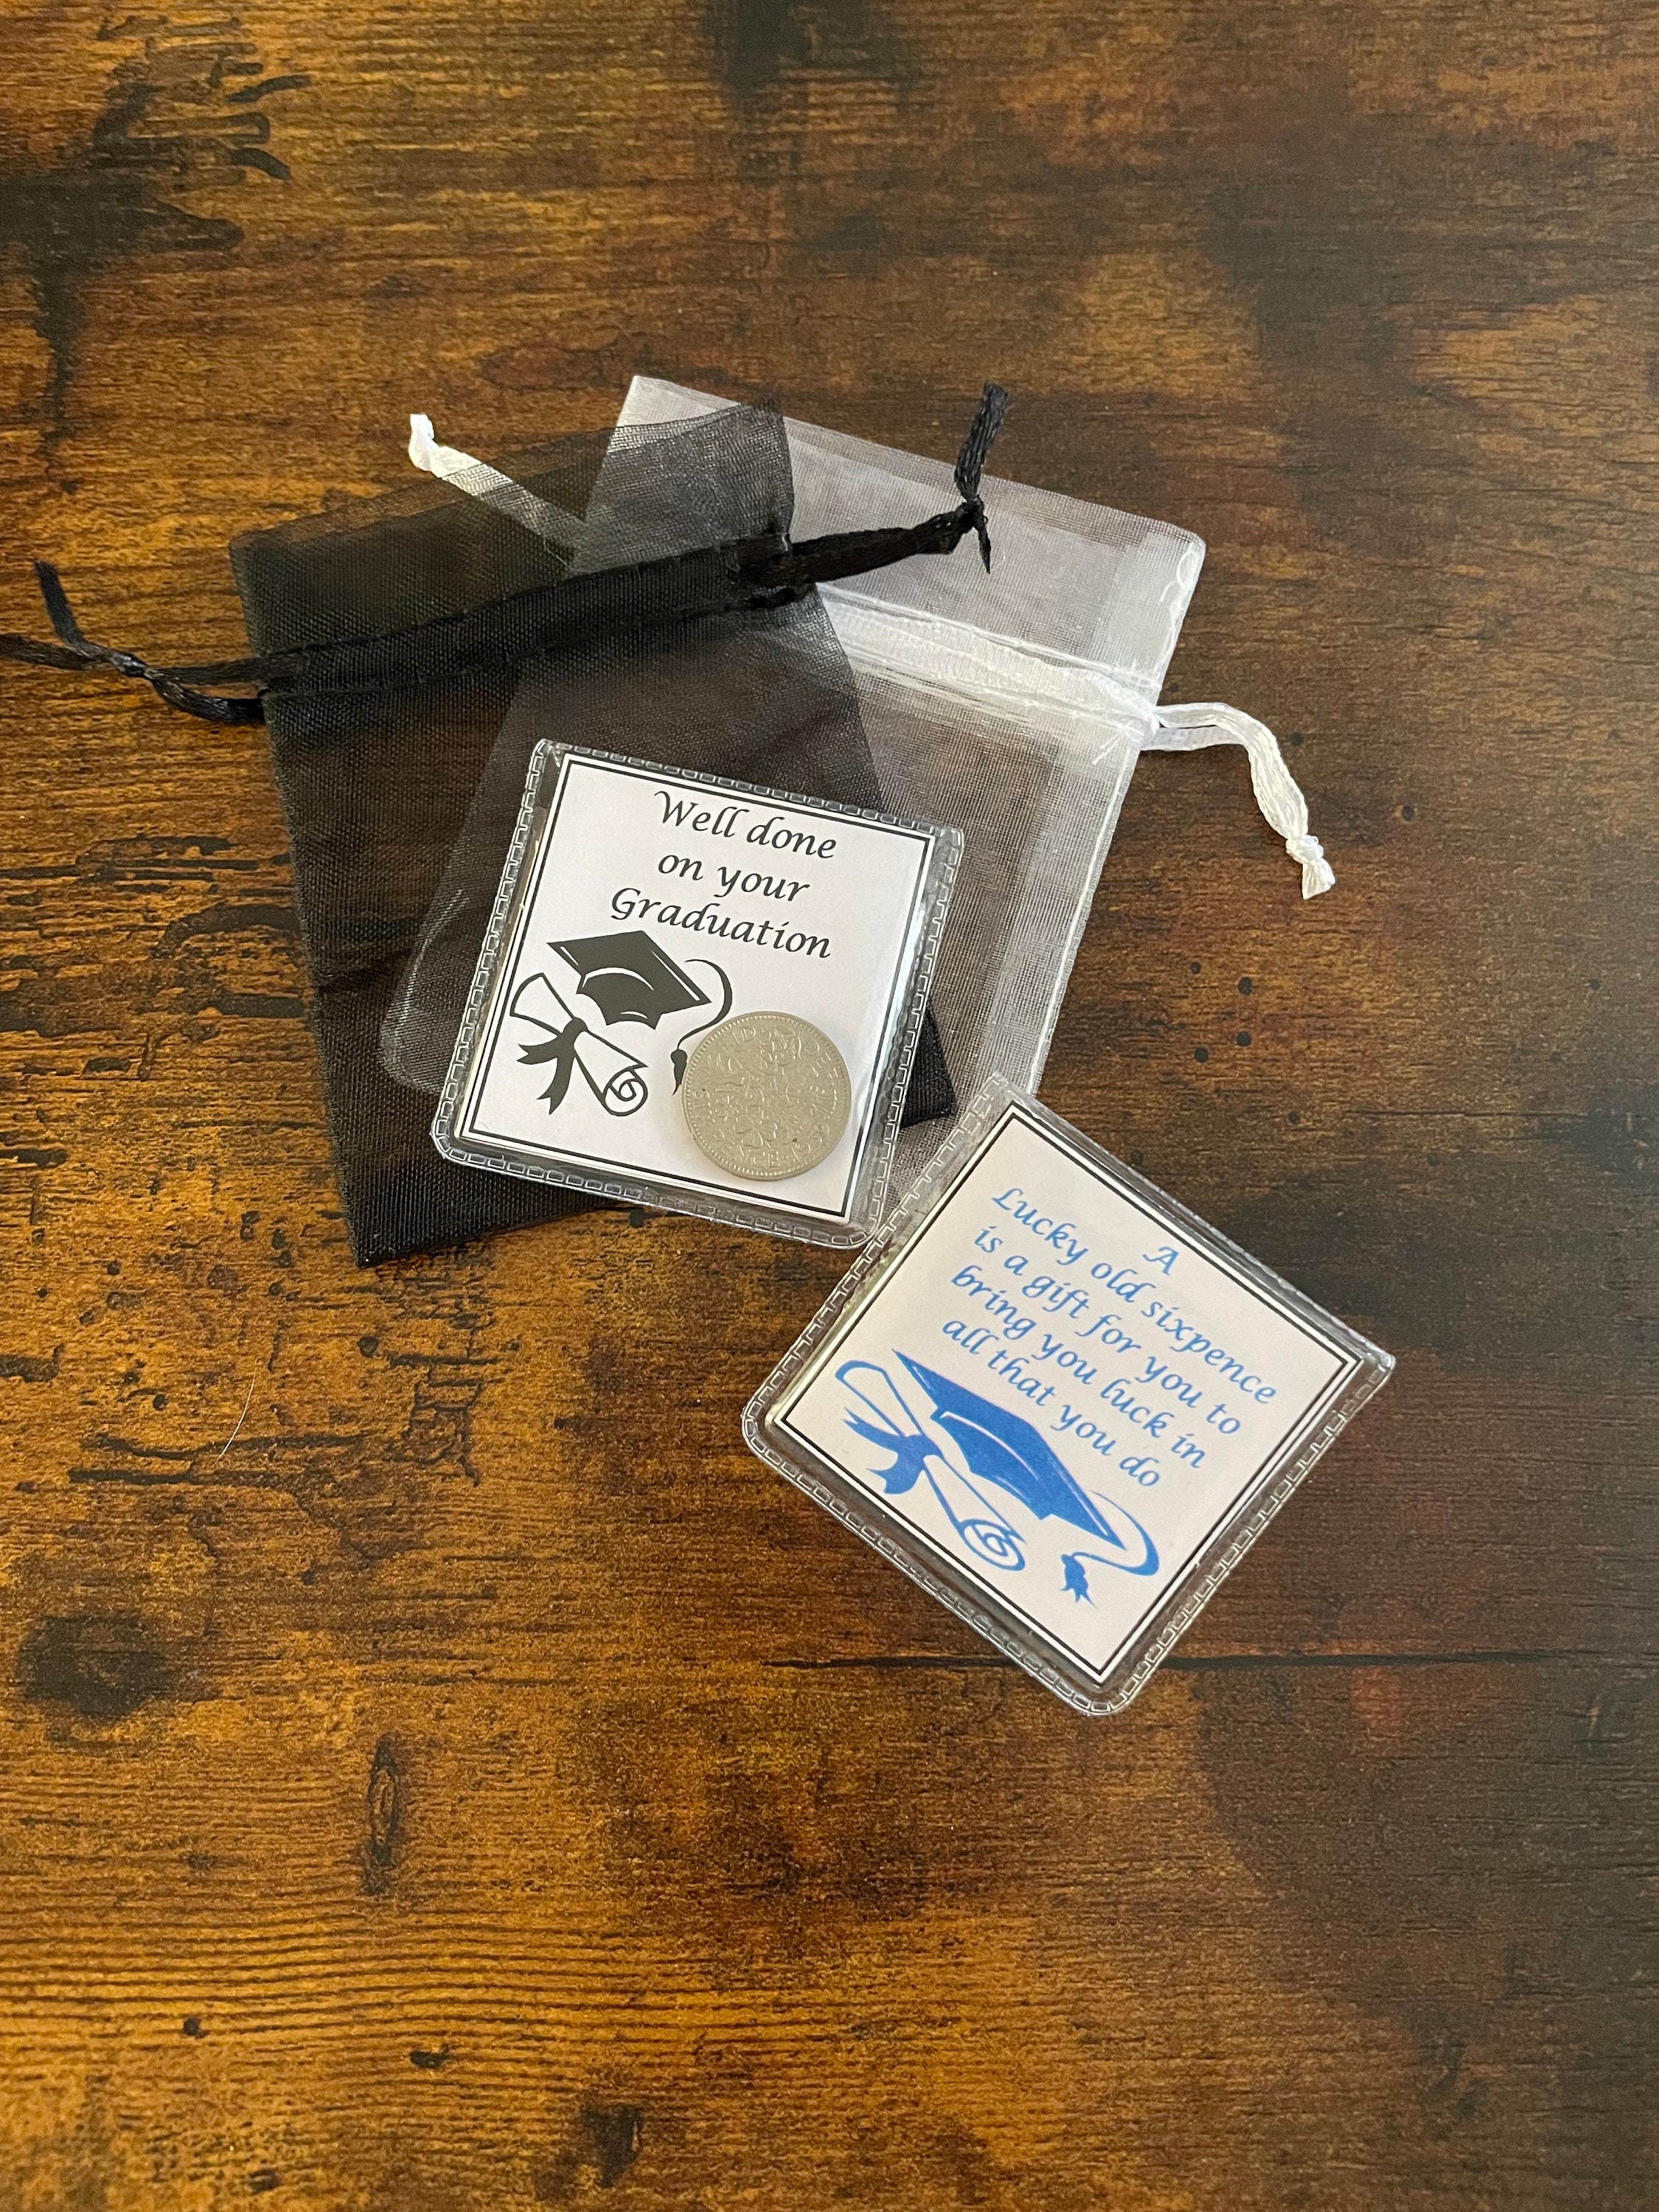 Well done
on your
Graduation
A
Lucky old sixpence
is a gift for you to
bring you luck in
all that you do